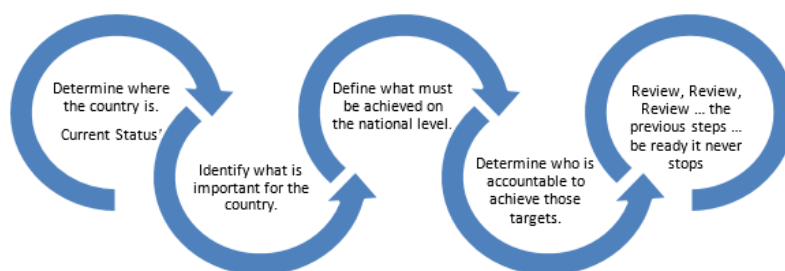 Determine where
the country is.
Current Status'
Identify what is
important for the
country.
Define what must
be achieved on
the national level.
Determine who is
accountable to
achieve those
targets.
Review, Review,
Review ... the
previous steps ...
be ready it never
stops